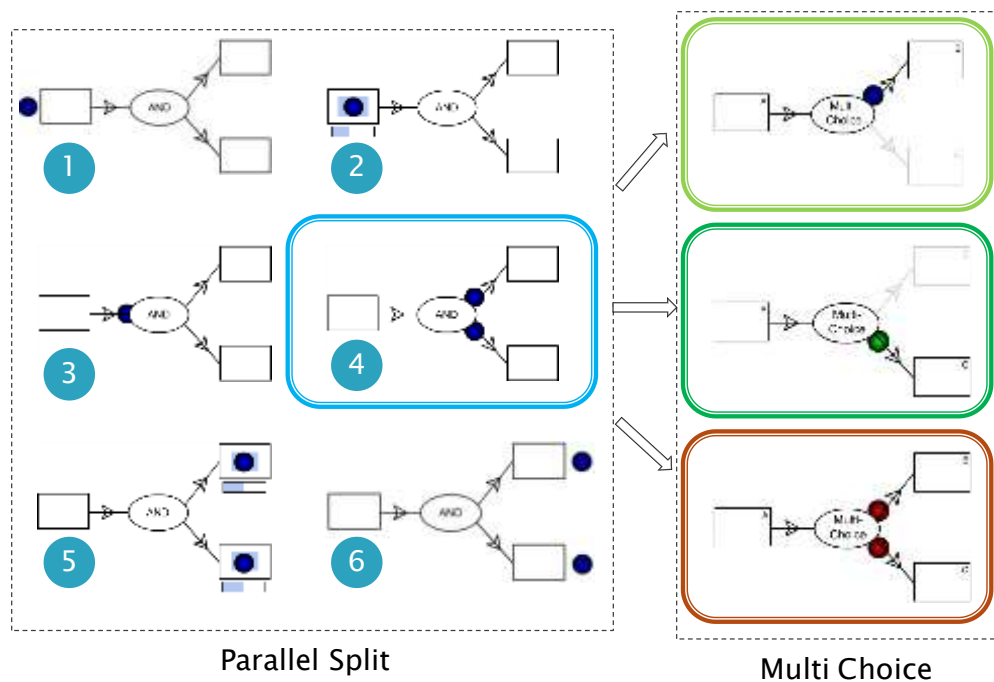 AND
AND
1
2
AND
AND
3
4
AND
AND
5
6
Parallel Split
A
Multi-
Choice
A
Multi-
Choice
C
A
Multi-
Choice
C
Multi Choice